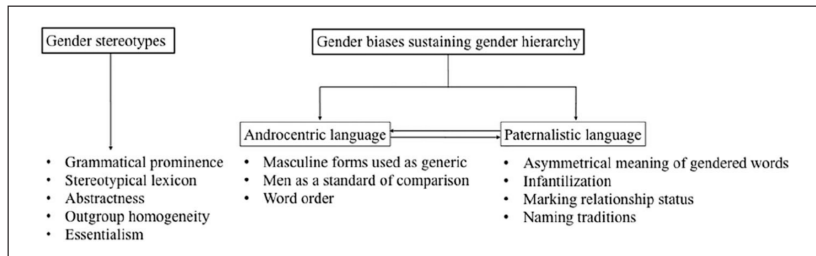 Gender stereotypes
Gender biases sustaining gender hierarchy
Androcentric language
Paternalistic language
• Grammatical prominence
• Stereotypical lexicon
• Abstractness
• Outgroup homogeneity
• Essentialism
• Masculine forms used as generic
• Men as a standard of comparison
• Word order
• Asymmetrical meaning of gendered words
• Infantilization
• Marking relationship status
• Naming traditions